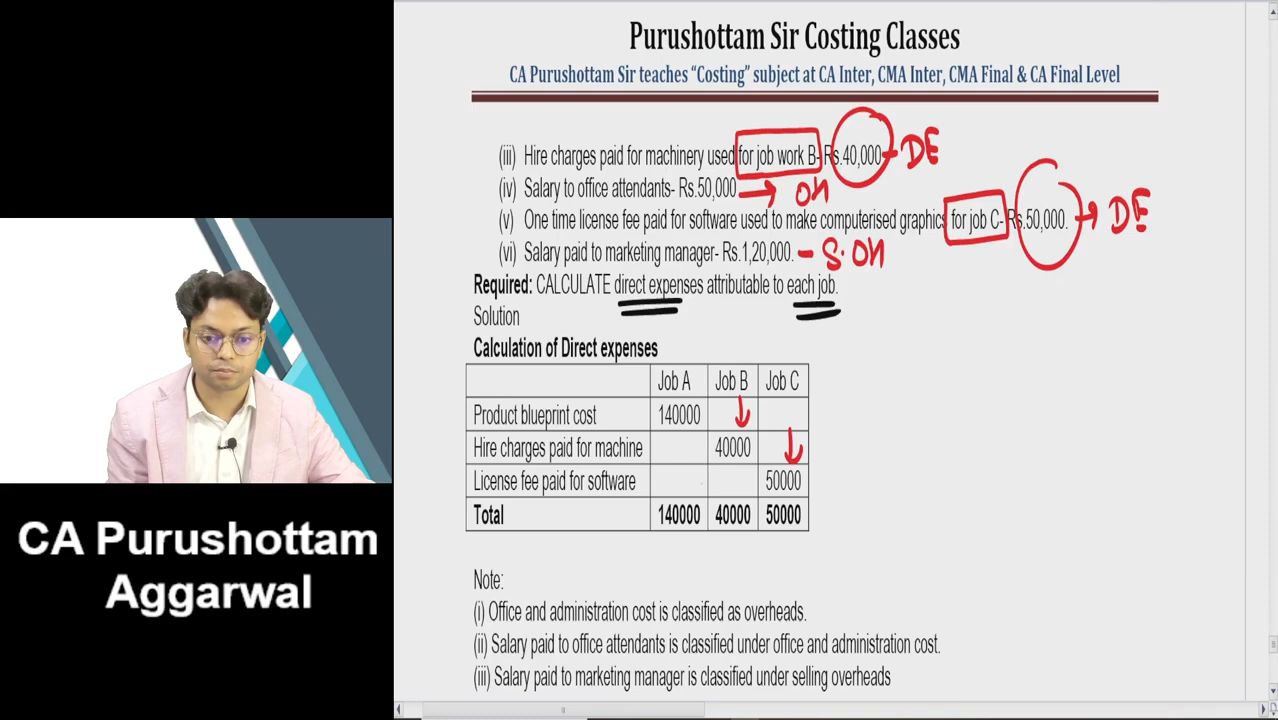 Purushottam Sir Costing Classes
CA Purushottam Sir teaches “Costing” subject at CA Inter, CMA Inter, CMA Final & CA Final Level
(iii) Hire charges paid for machinery used for job work B- Rs.40,000 - DE
(iv) Salary to office attendants- Rs.50,000 → OH
(v) One time license fee paid for software used to make computerised graphics for job C- Rs.50,000. → DE
(vi) Salary paid to marketing manager- Rs.1,20,000. - S.OH
Required: CALCULATE direct expenses attributable to each job.
Solution
Calculation of Direct expenses
Job A Job B Job C
Product blueprint cost 140000
Hire charges paid for machine 40000
License fee paid for software 50000
Total 140000 40000 50000
CA Purushottam
Aggarwal
Note:
(i) Office and administration cost is classified as overheads.
(ii) Salary paid to office attendants is classified under office and administration cost.
(iii) Salary paid to marketing manager is classified under selling overheads